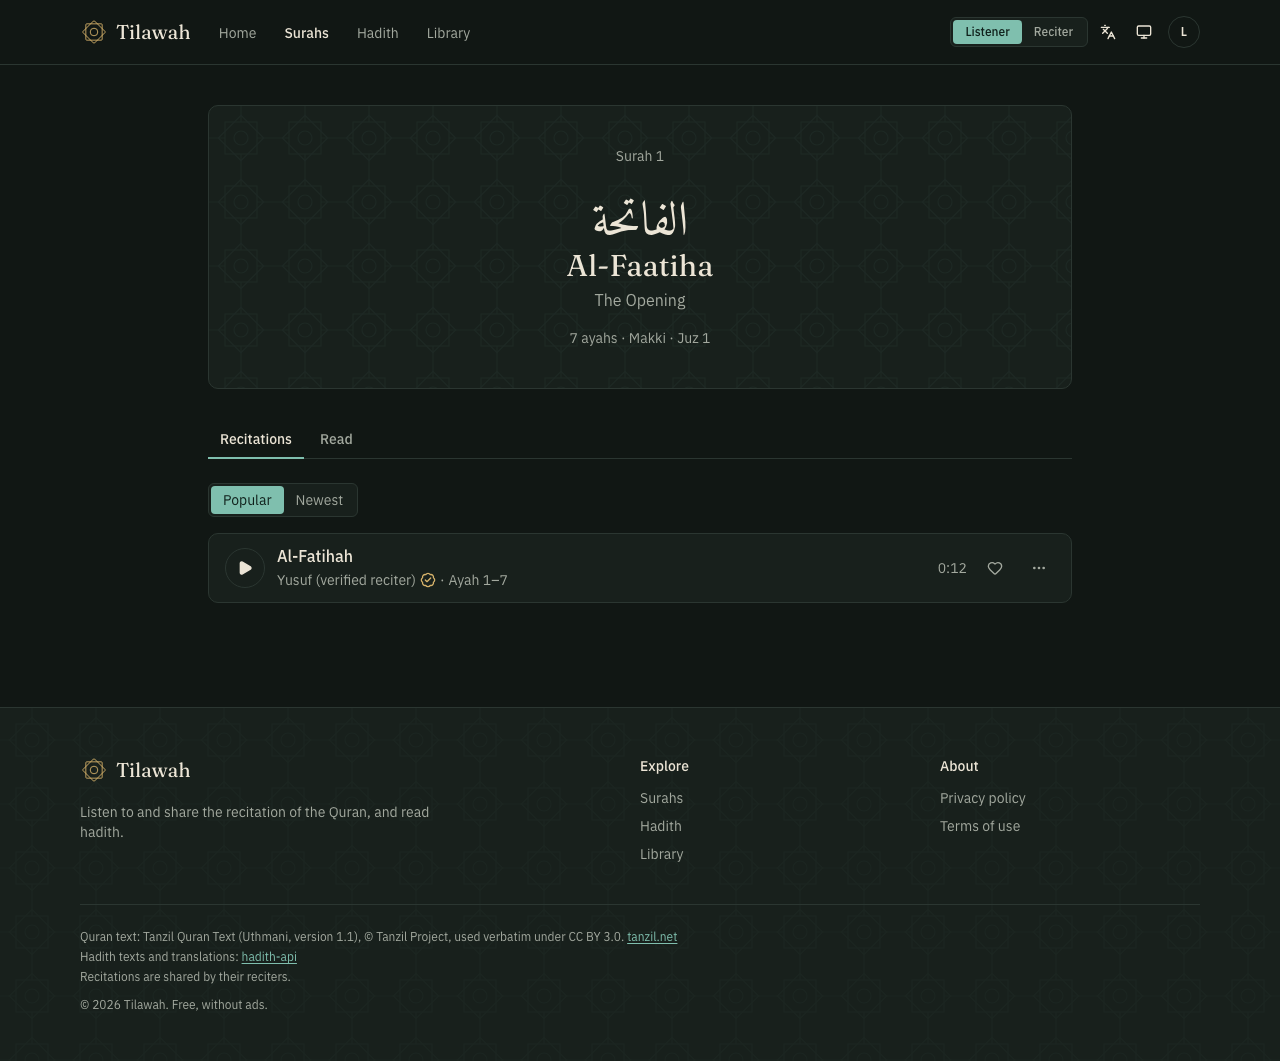 Tilawah
Home
Surahs
Hadith
Library
Listener
Reciter
L
Surah 1
الفاتحة
Al-Faatiha
The Opening
7 ayahs · Makki · Juz 1
Recitations
Read
Popular
Newest
Al-Fatihah
Yusuf (verified reciter) · Ayah 1–7
0:12
Tilawah
Listen to and share the recitation of the Quran, and read
hadith.
Explore
Surahs
Hadith
Library
About
Privacy policy
Terms of use
Quran text: Tanzil Quran Text (Uthmani, version 1.1), © Tanzil Project, used verbatim under CC BY 3.0. tanzil.net
Hadith texts and translations: hadith-api
Recitations are shared by their reciters.
© 2026 Tilawah. Free, without ads.